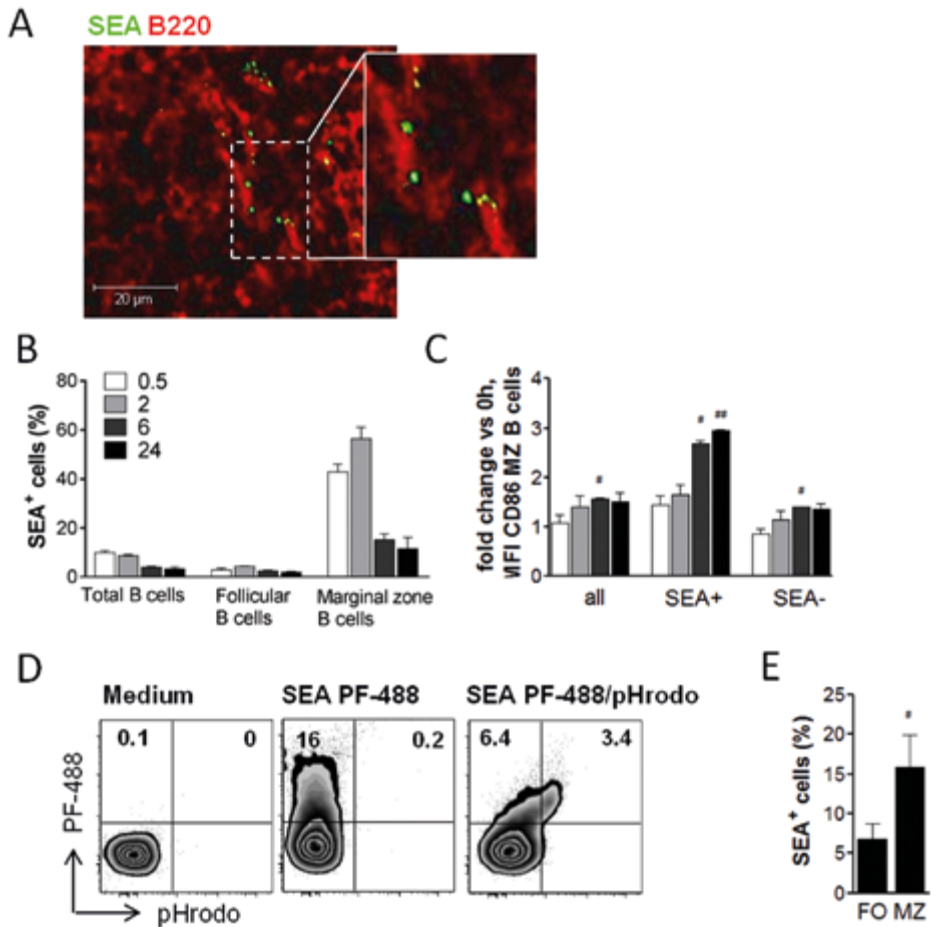 A
SEA B220
20 µm
B
SEA⁺ cells (%)
80
60
40
20
0
0.5
2
6
24
Total B cells
Follicular
B cells
Marginal zone
B cells
C
fold change vs 0h,
MFI CD86 MZ B cells
4
3
2
1
0
#
# ##
#
all SEA+ SEA-
D
Medium
0.1 0
SEA PF-488
16 0.2
SEA PF-488/pHrodo
6.4 3.4
PF-488
pHrodo
E
SEA⁺ cells (%)
25
20
15
10
5
0
#
FO MZ